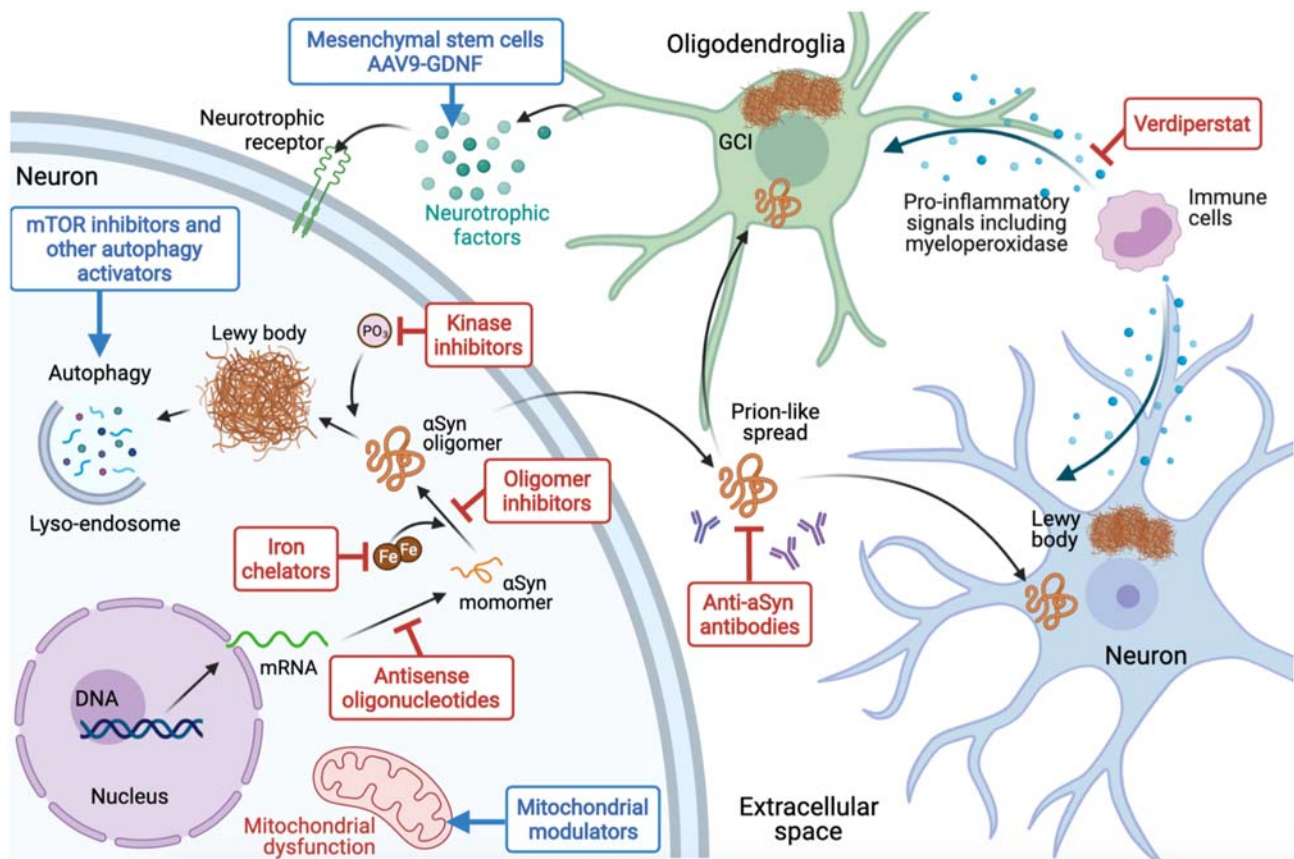 Mesenchymal stem cells
AAV9-GDNF
Oligodendroglia
GCI
Verdiperstat
Neurotrophic
receptor
Neuron
Neurotrophic
factors
Pro-inflammatory
signals including
myeloperoxidase
Immune
cells
mTOR inhibitors and
other autophagy
activators
Lewy body
PO₃
Kinase
inhibitors
Autophagy
αSyn
oligomer
Prion-like
spread
Oligomer
inhibitors
Lyso-endosome
Lewy
body
Iron
chelators
Fe
Fe
αSyn
momomer
Anti-aSyn
antibodies
mRNA
Neuron
Antisense
oligonucleotides
DNA
Nucleus
Mitochondrial
dysfunction
Mitochondrial
modulators
Extracellular
space